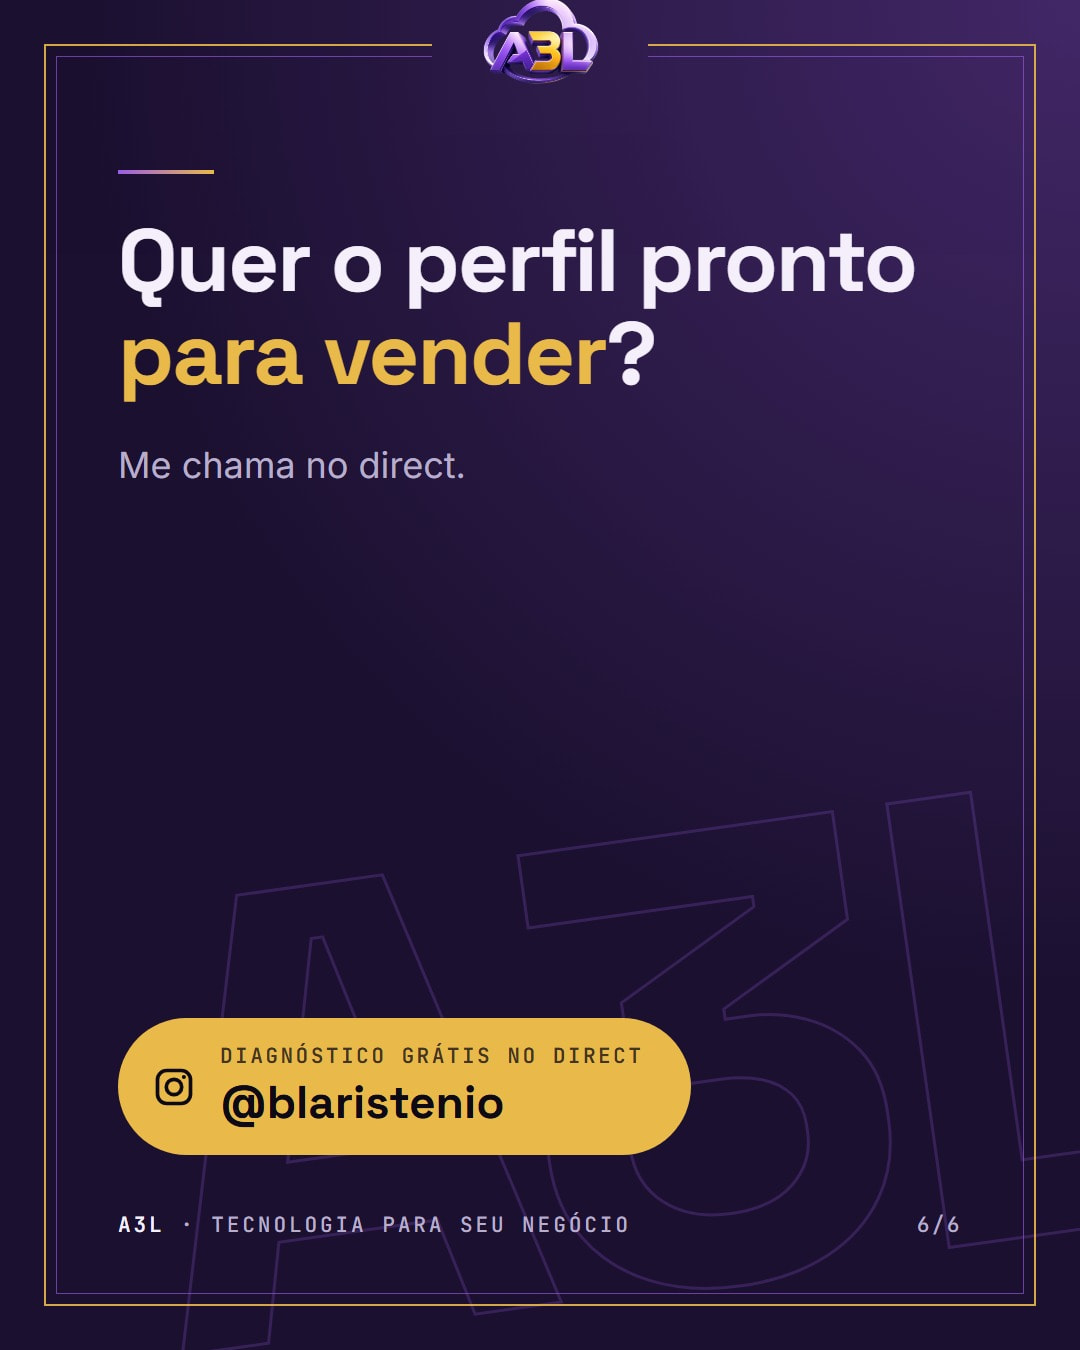 A3L
Quer o perfil pronto
para vender?
Me chama no direct.
DIAGNÓSTICO GRÁTIS NO DIRECT
@blaristenio
A3L · TECNOLOGIA PARA SEU NEGÓCIO
6/6
A3L